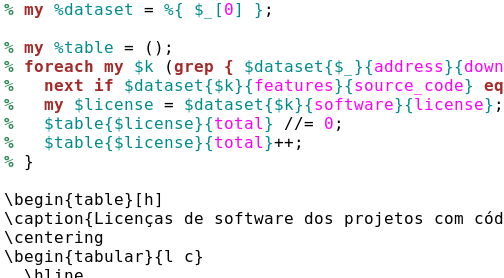 % my %dataset = %{ $_[0] };
% my %table = ();
% foreach my $k (grep { $dataset{$_}{address}{down
%   next if $dataset{$k}{features}{source_code} eq
%   my $license = $dataset{$k}{software}{license};
%   $table{$license}{total} //= 0;
%   $table{$license}{total}++;
% }
\begin{table}[h]
\caption{Licenças de software dos projetos com cód
\centering
\begin{tabular}{l c}
  \hline